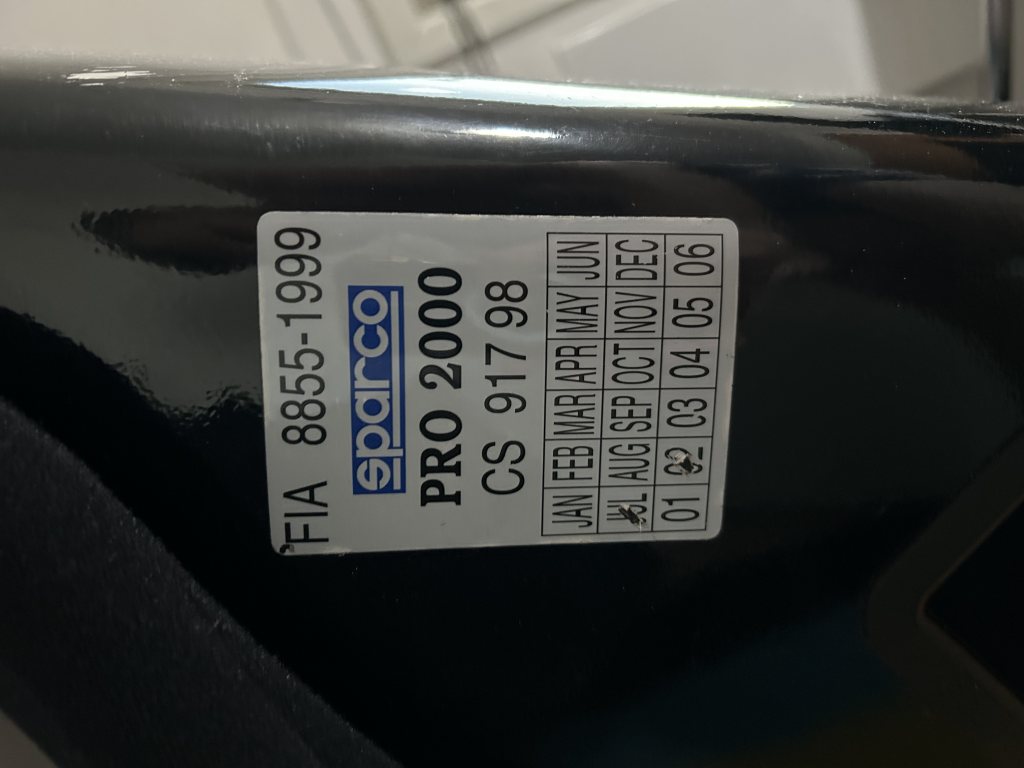 FIA 8855-1999
sparco
PRO 2000
CS 917 98
JAN FEB MAR APR MAY JUN
JUL AUG SEP OCT NOV DEC
01 02 03 04 05 06